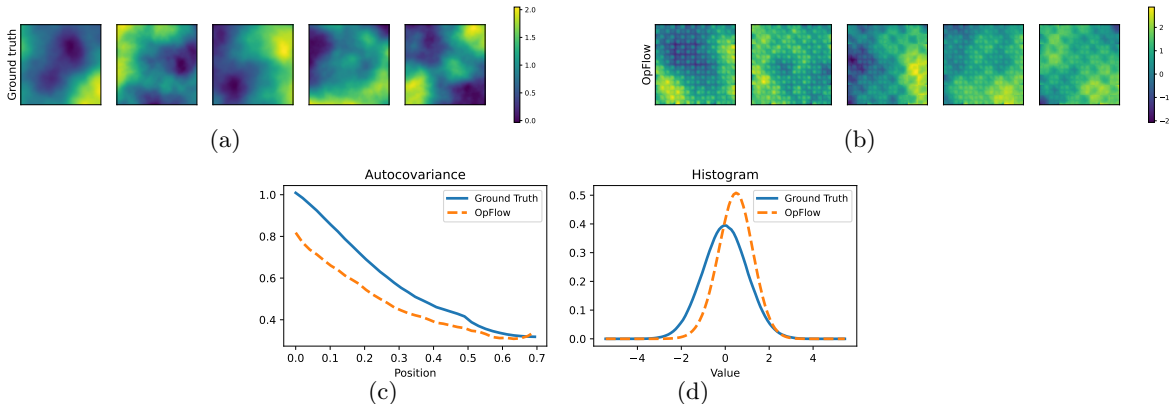 Ground truth
2.0
1.5
1.0
0.5
0.0
(a)
OpFlow
2
1
0
−1
−2
(b)
Autocovariance
Ground Truth
OpFlow
1.0
0.8
0.6
0.4
0.0 0.1 0.2 0.3 0.4 0.5 0.6 0.7
Position
(c)
Histogram
Ground Truth
OpFlow
0.5
0.4
0.3
0.2
0.1
0.0
−4 −2 0 2 4
Value
(d)